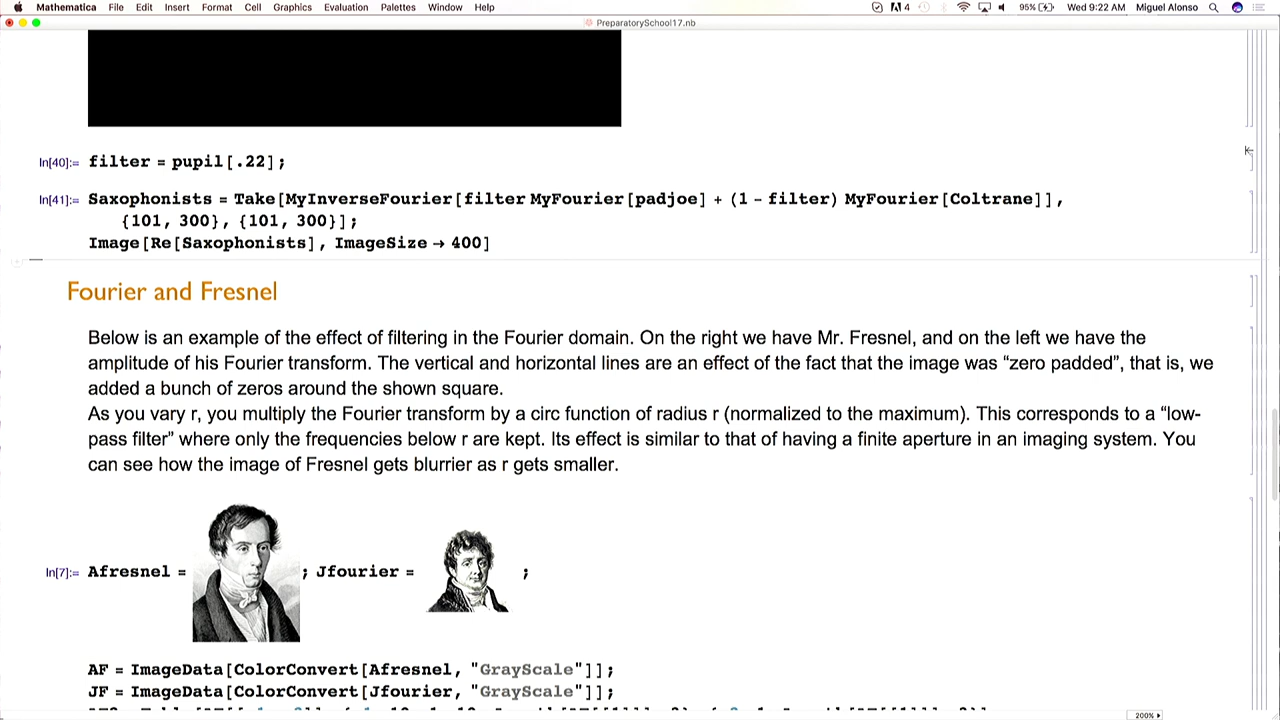 Mathematica File Edit Insert Format Cell Graphics Evaluation Palettes Window Help 4 95% Wed 9:22 AM Miguel Alonso
PreparatorySchool17.nb
In[40]:= filter = pupil[.22];
In[41]:= Saxophonists = Take[MyInverseFourier[filter MyFourier[padjoe] + (1 - filter) MyFourier[Coltrane]],
{101, 300}, {101, 300}];
Image[Re[Saxophonists], ImageSize → 400]
Fourier and Fresnel
Below is an example of the effect of filtering in the Fourier domain. On the right we have Mr. Fresnel, and on the left we have the
amplitude of his Fourier transform. The vertical and horizontal lines are an effect of the fact that the image was “zero padded”, that is, we
added a bunch of zeros around the shown square.
As you vary r, you multiply the Fourier transform by a circ function of radius r (normalized to the maximum). This corresponds to a “low-
pass filter” where only the frequencies below r are kept. Its effect is similar to that of having a finite aperture in an imaging system. You
can see how the image of Fresnel gets blurrier as r gets smaller.
In[7]:= Afresnel = ; Jfourier = ;
AF = ImageData[ColorConvert[Afresnel, "GrayScale"]];
JF = ImageData[ColorConvert[Jfourier, "GrayScale"]];
200%